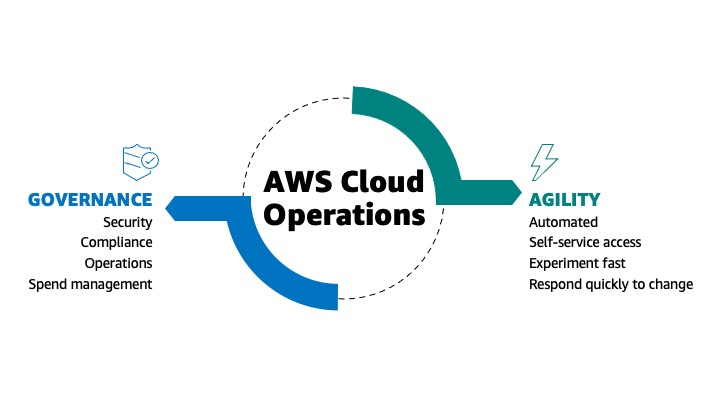 AWS Cloud
Operations
GOVERNANCE
Security
Compliance
Operations
Spend management
AGILITY
Automated
Self-service access
Experiment fast
Respond quickly to change